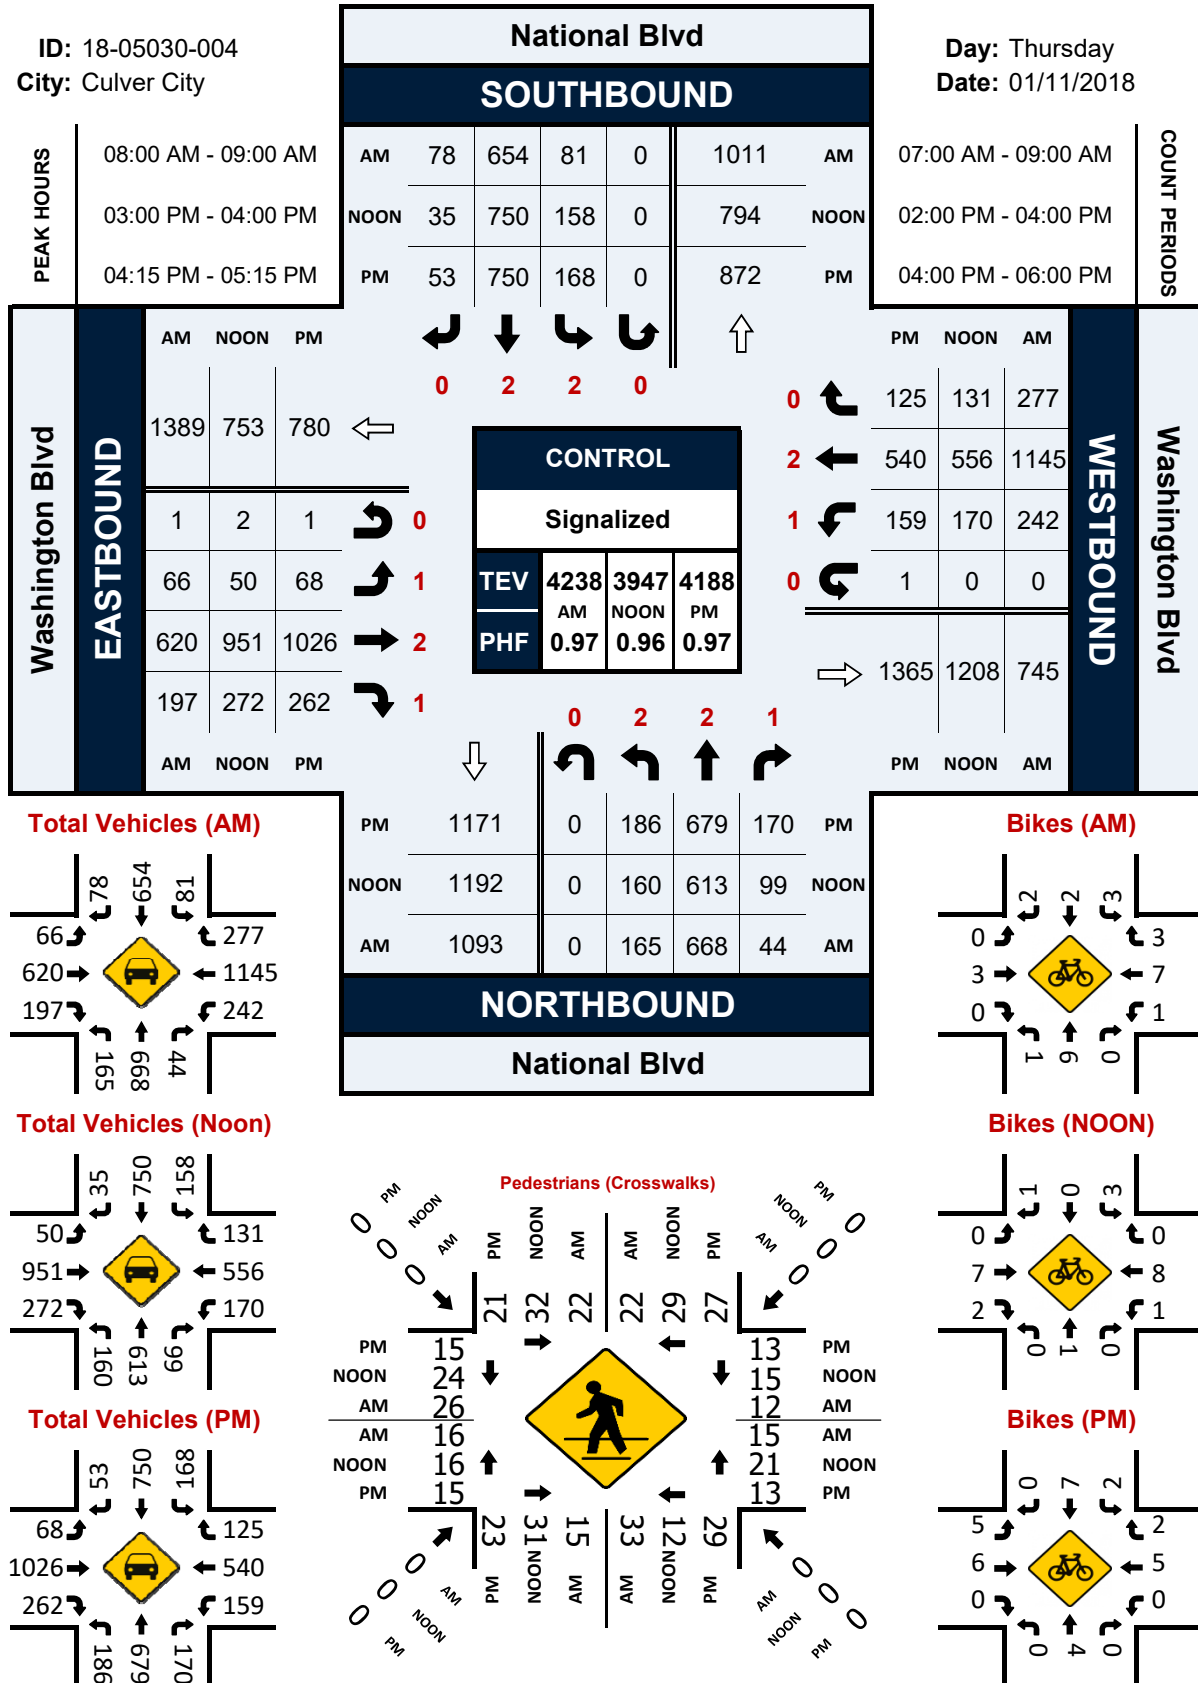 ID: 18-05030-004
City: Culver City
National Blvd
SOUTHBOUND
Day: Thursday
Date: 01/11/2018
PEAK HOURS
08:00 AM - 09:00 AM
03:00 PM - 04:00 PM
04:15 PM - 05:15 PM
AM 78 654 81 0 1011 AM
NOON 35 750 158 0 794 NOON
PM 53 750 168 0 872 PM
07:00 AM - 09:00 AM
02:00 PM - 04:00 PM
04:00 PM - 06:00 PM
COUNT PERIODS
0 2 2 0
Washington Blvd
EASTBOUND
AM NOON PM
1389 753 780
1 2 1 0
66 50 68 1
620 951 1026 2
197 272 262 1
AM NOON PM
CONTROL
Signalized
TEV 4238 3947 4188
AM NOON PM
PHF 0.97 0.96 0.97
PM NOON AM
0 125 131 277
2 540 556 1145
1 159 170 242
0 1 0 0
1365 1208 745
PM NOON AM
WESTBOUND
Washington Blvd
0 2 2 1
PM 1171 0 186 679 170 PM
NOON 1192 0 160 613 99 NOON
AM 1093 0 165 668 44 AM
NORTHBOUND
National Blvd
Total Vehicles (AM)
78 654 81
66 277
620 1145
197 242
165 668 44
Bikes (AM)
2 2 3
0 3
3 7
0 1
1 6 0
Total Vehicles (Noon)
35 750 158
50 131
951 556
272 170
160 613 99
Bikes (NOON)
1 0 3
0 0
7 8
2 1
0 1 0
Total Vehicles (PM)
53 750 168
68 125
1026 540
262 159
186 679 170
Bikes (PM)
0 7 2
5 2
6 5
0 0
0 4 0
Pedestrians (Crosswalks)
0 PM
0 NOON
0 AM
PM NOON AM AM NOON PM
21 32 22 22 29 27
PM 0
NOON 0
AM 0
PM 15 13 PM
NOON 24 15 NOON
AM 26 12 AM
AM 16 15 AM
NOON 16 21 NOON
PM 15 13 PM
23 31 15 33 12 29
PM NOON AM AM NOON PM
0 AM
0 NOON
0 PM
AM 0
NOON 0
PM 0